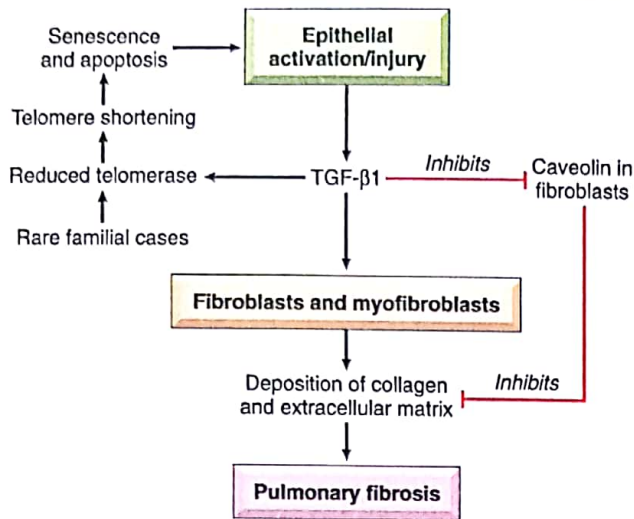 Senescence
and apoptosis
Epithelial
activation/injury
Telomere shortening
Reduced telomerase
TGF-β1
Inhibits
Caveolin in
fibroblasts
Rare familial cases
Fibroblasts and myofibroblasts
Deposition of collagen
and extracellular matrix
Inhibits
Pulmonary fibrosis